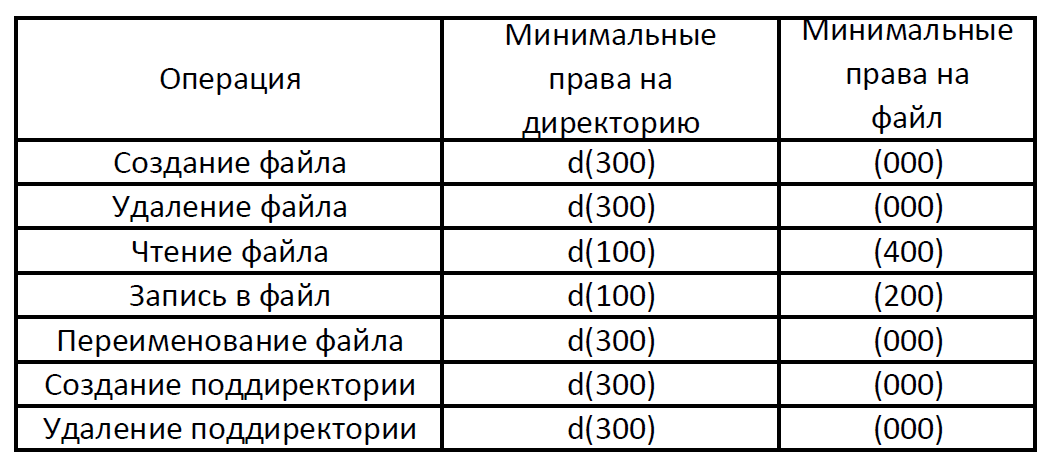 Операция
Минимальные
права на
директорию
Минимальные
права на
файл
Создание файла d(300) (000)
Удаление файла d(300) (000)
Чтение файла d(100) (400)
Запись в файл d(100) (200)
Переименование файла d(300) (000)
Создание поддиректории d(300) (000)
Удаление поддиректории d(300) (000)